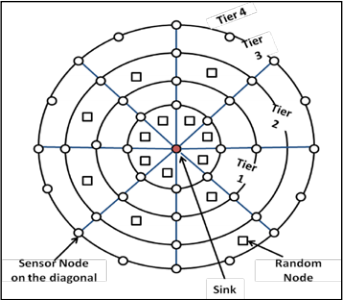 Tier 4
Tier
3
Tier
2
Tier
1
Sensor Node
on the diagonal
Sink
Random
Node